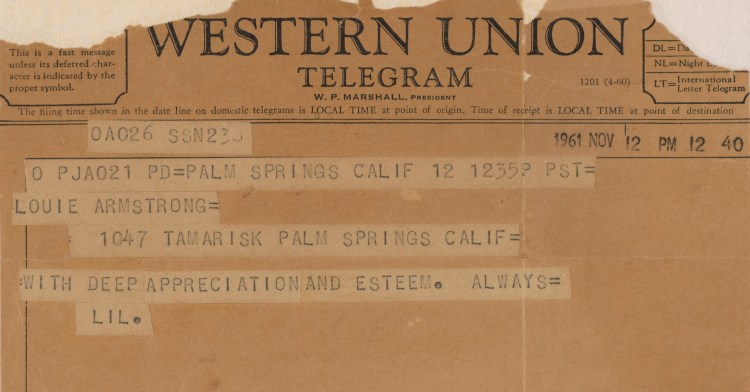 This is a fast message
unless its deferred char-
acter is indicated by the
proper symbol.
WESTERN UNION
TELEGRAM
W. P. MARSHALL, PRESIDENT
1201 (4-60)
NL=Night
LT=International
Letter Telegram
The filing time shown in the date line on domestic telegrams is LOCAL TIME at point of origin. Time of receipt is LOCAL TIME at point of destination
OA026 SSN235
1961 NOV 12 PM 12 40
O PJA021 PD=PALM SPRINGS CALIF 12 1235P PST=
LOUIE ARMSTRONG=
1047 TAMARISK PALM SPRINGS CALIF=
=WITH DEEP APPRECIATION AND ESTEEM. ALWAYS=
LIL.